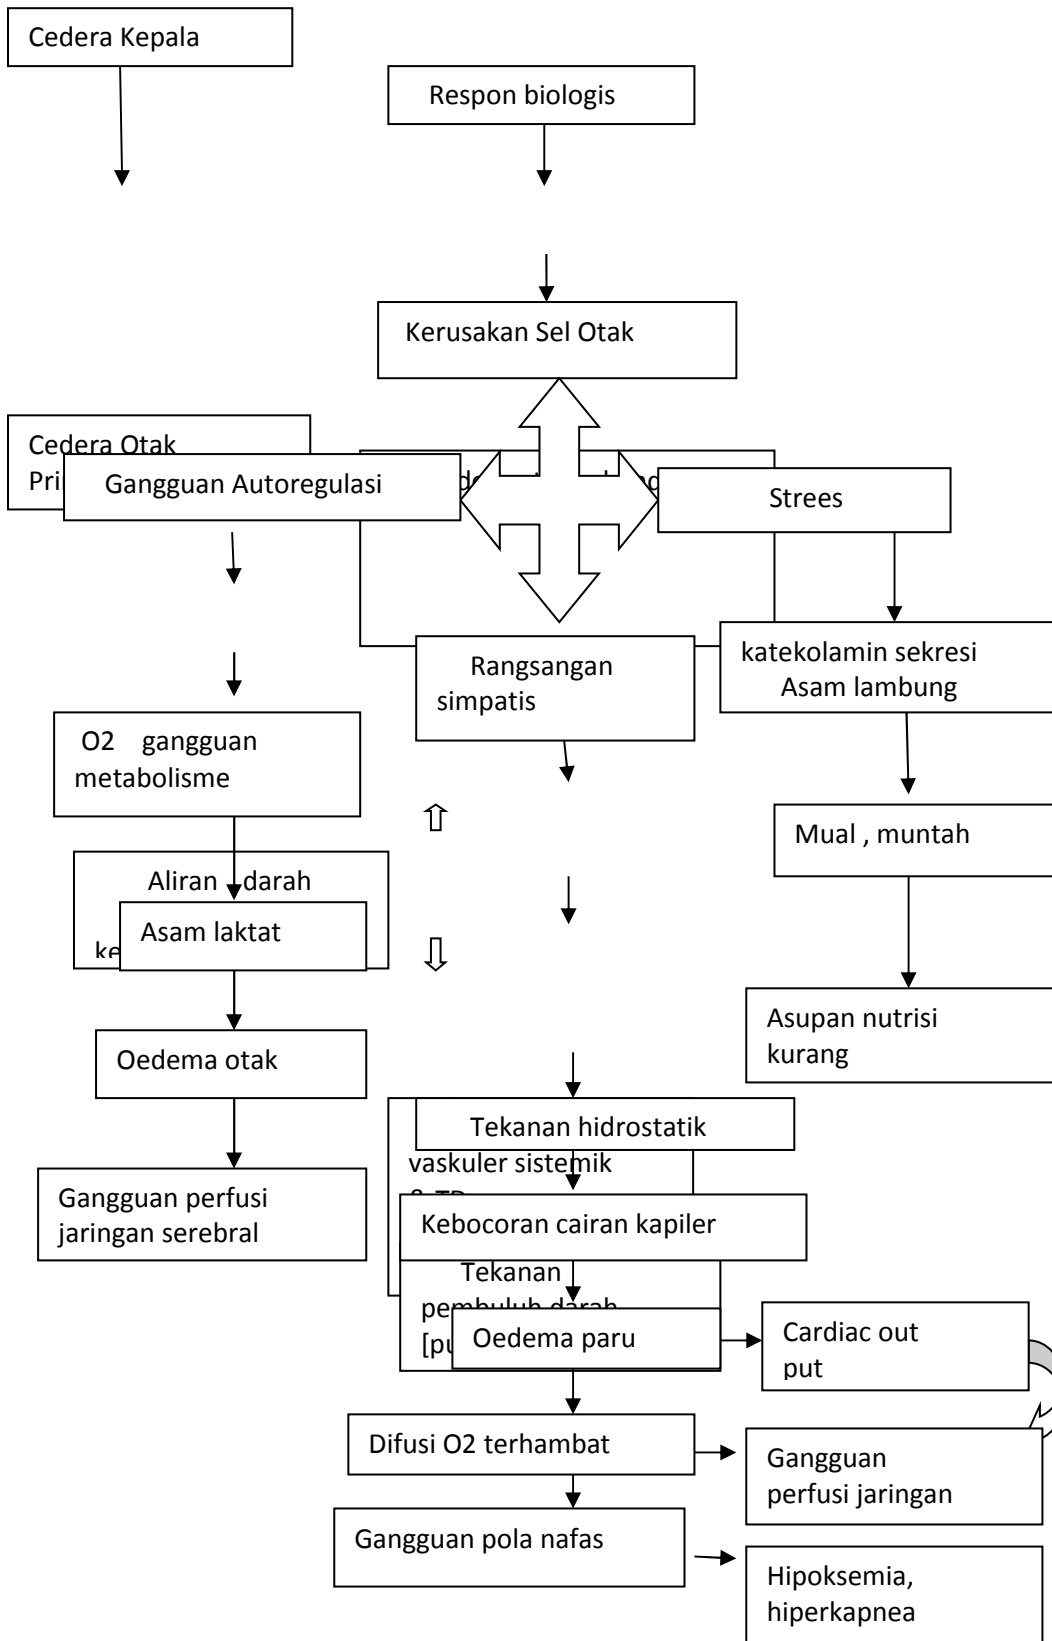 Cedera Kepala
Respon biologis
Kerusakan Sel Otak
Cedera Otak
Gangguan Autoregulasi
Strees
Rangsangan
simpatis
katekolamin sekresi
Asam lambung
O2 gangguan
metabolisme
Mual , muntah
Aliran darah
Asam laktat
Asupan nutrisi
kurang
Oedema otak
Tekanan hidrostatik
vaskuler sistemik
Gangguan perfusi
jaringan serebral
Kebocoran cairan kapiler
Tekanan
pembuluh darah
Oedema paru
Cardiac out
put
Difusi O2 terhambat
Gangguan
perfusi jaringan
Gangguan pola nafas
Hipoksemia,
hiperkapnea